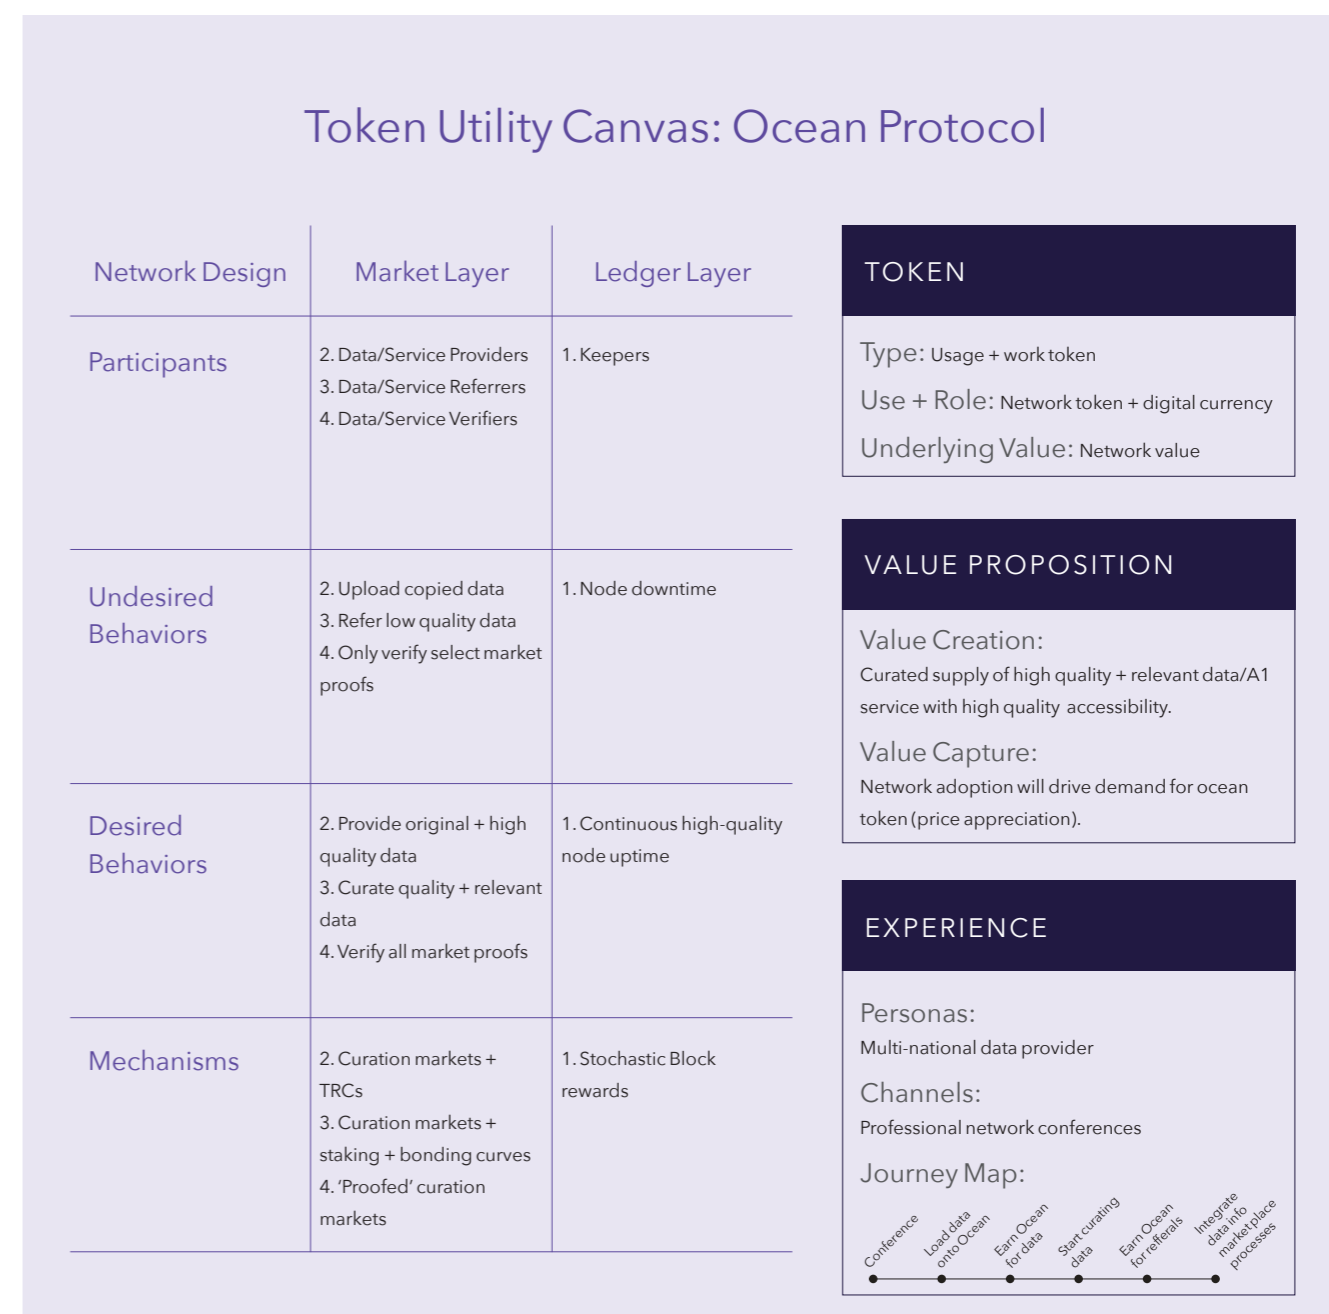 Token Utility Canvas: Ocean Protocol
Network Design
Market Layer
Ledger Layer
Participants
2. Data/Service Providers
3. Data/Service Referrers
4. Data/Service Verifiers
1. Keepers
Undesired
Behaviors
2. Upload copied data
3. Refer low quality data
4. Only verify select market
proofs
1. Node downtime
Desired
Behaviors
2. Provide original + high
quality data
3. Curate quality + relevant
data
4. Verify all market proofs
1. Continuous high-quality
node uptime
Mechanisms
2. Curation markets +
TRCs
3. Curation markets +
staking + bonding curves
4. ‘Proofed’ curation
markets
1. Stochastic Block
rewards
TOKEN
Type: Usage + work token
Use + Role: Network token + digital currency
Underlying Value: Network value
VALUE PROPOSITION
Value Creation:
Curated supply of high quality + relevant data/A1
service with high quality accessibility.
Value Capture:
Network adoption will drive demand for ocean
token (price appreciation).
EXPERIENCE
Personas:
Multi-national data provider
Channels:
Professional network conferences
Journey Map:
Conference
Load data
onto Ocean
Earn Ocean
for data
Start curating
data
Earn Ocean
for refferals
Integrate
data info
market place
processes